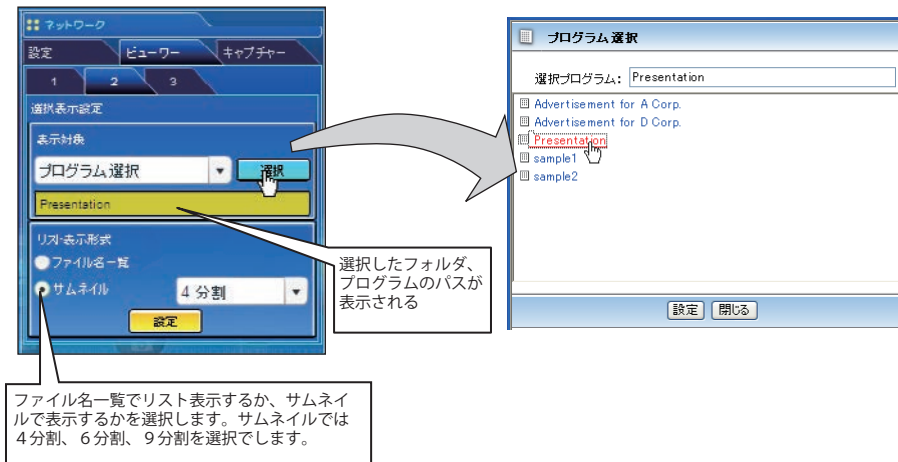 ネットワーク
設定 ビューワー キャプチャー
1 2 3
選択表示設定
表示対象
プログラム選択 選択
Presentation
リスト表示形式
ファイル名一覧
サムネイル 4 分割
設定
選択したフォルダ、
プログラムのパスが
表示される
ファイル名一覧でリスト表示するか、サムネイ
ルで表示するかを選択します。サムネイルでは
4分割、6分割、9分割を選択でします。
プログラム選択
選択プログラム： Presentation
Advertisement for A Corp.
Advertisement for D Corp.
Presentation
sample1
sample2
設定 閉じる